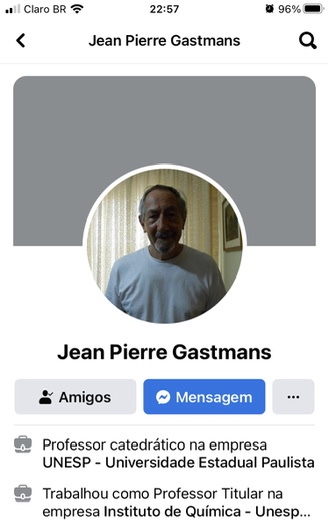 Claro BR 22:57 96%
Jean Pierre Gastmans
Jean Pierre Gastmans
Amigos Mensagem ...
Professor catedrático na empresa
UNESP - Universidade Estadual Paulista
Trabalhou como Professor Titular na
empresa Instituto de Química - Unesp...